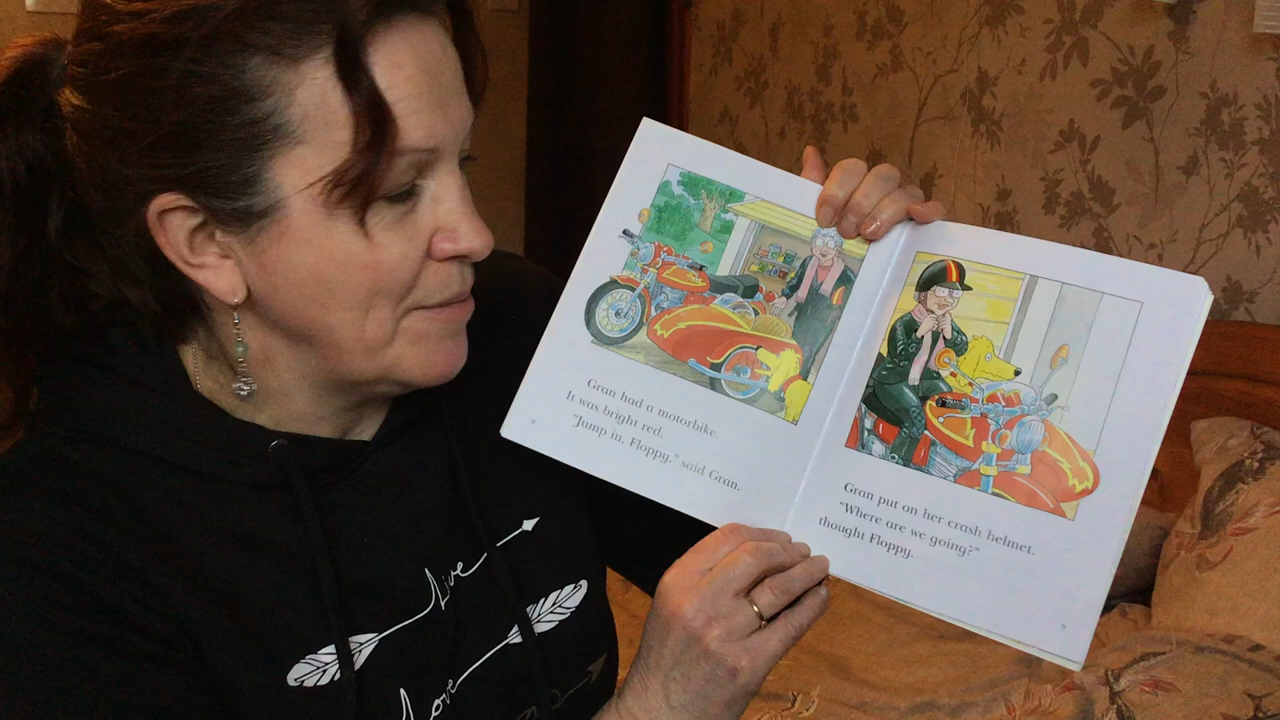 Gran had a motorbike.
It was bright red.
"Jump in, Floppy," said Gran.
Gran put on her crash helmet.
"Where are we going?"
thought Floppy.
Live
Love